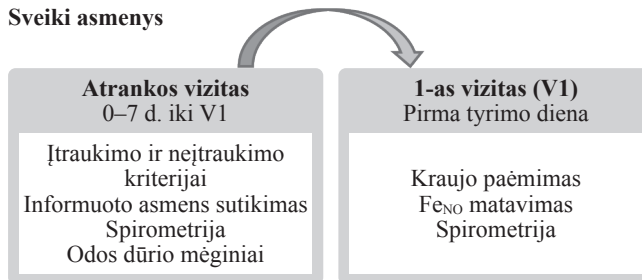 Sveiki asmenys
Atrankos vizitas
0–7 d. iki V1
Įtraukimo ir neįtraukimo
kriterijai
Informuoto asmens sutikimas
Spirometrija
Odos dūrio mėginiai
1-as vizitas (V1)
Pirma tyrimo diena
Kraujo paėmimas
FeNO matavimas
Spirometrija